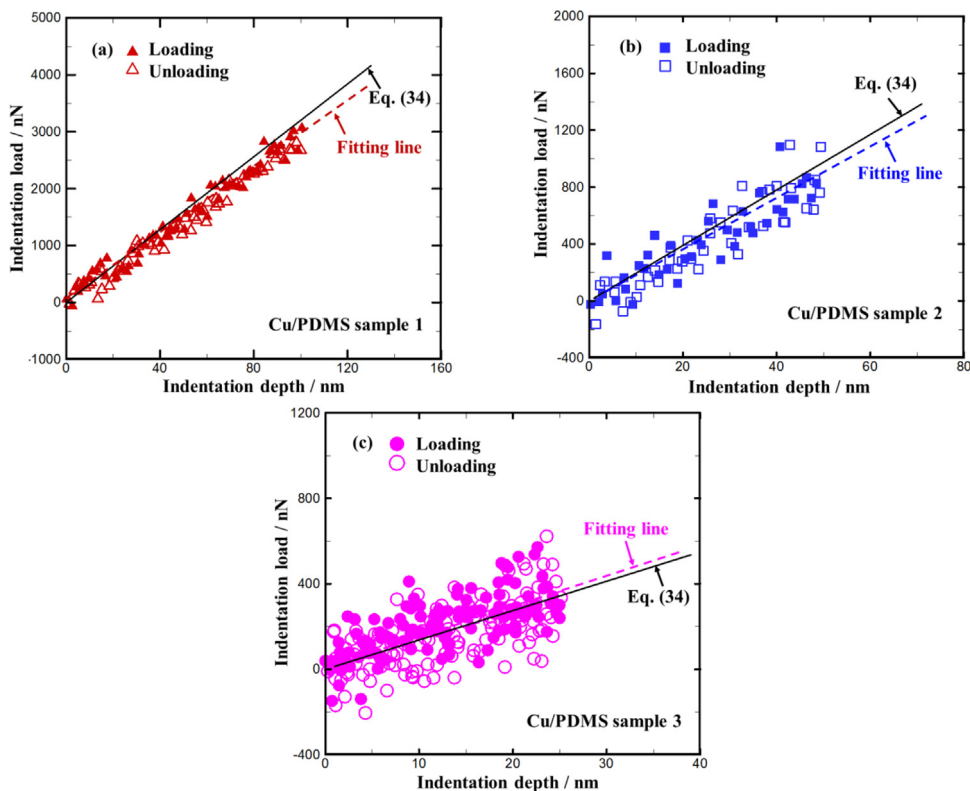 5000
4000
3000
2000
1000
0
-1000
Indentation load / nN
(a)
Loading
Unloading
Eq. (34)
Fitting line
Cu/PDMS sample 1
0 40 80 120 160
Indentation depth / nm
2000
1600
1200
800
400
0
-400
Indentation load / nN
(b)
Loading
Unloading
Eq. (34)
Fitting line
Cu/PDMS sample 2
0 20 40 60 80
Indentation depth / nm
1200
800
400
0
-400
Indentation load / nN
(c)
Loading
Unloading
Fitting line
Eq. (34)
Cu/PDMS sample 3
0 10 20 30 40
Indentation depth / nm